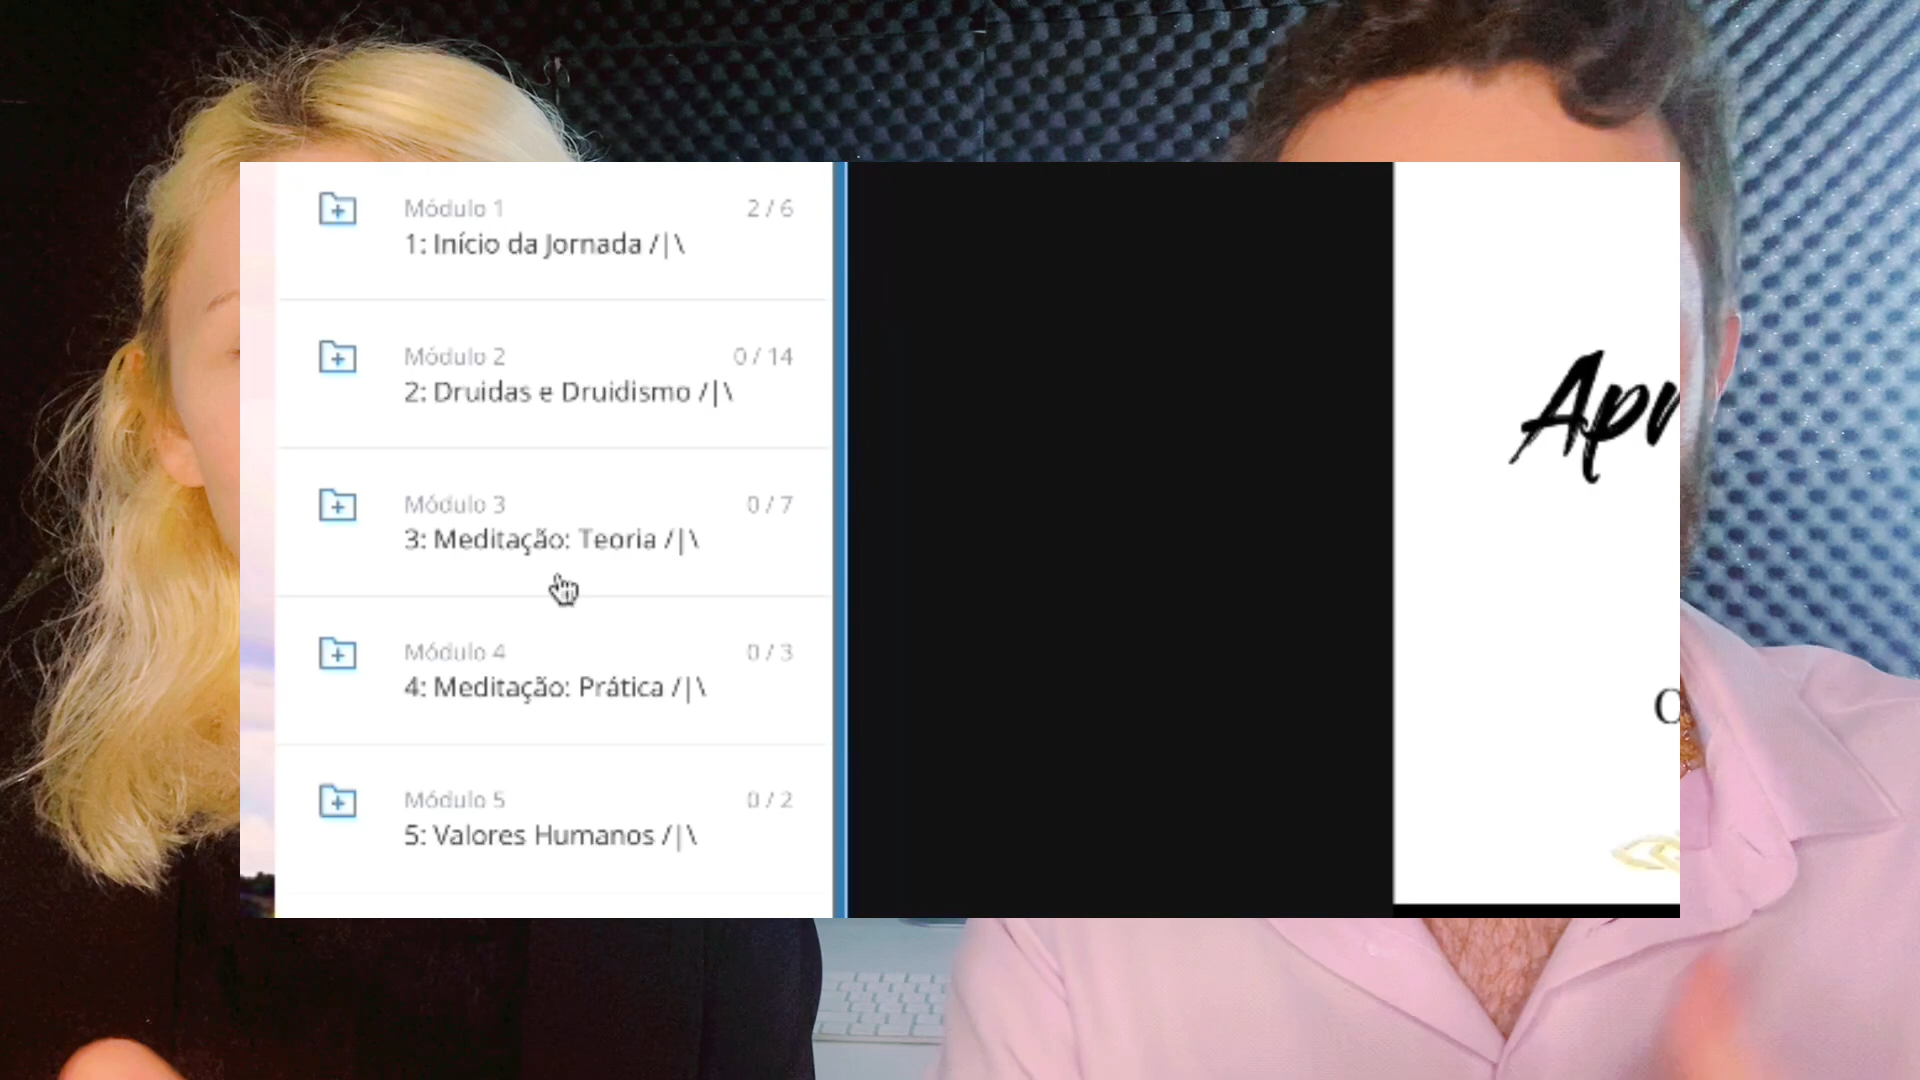 Módulo 1 2 / 6
1: Início da Jornada /|\
Módulo 2 0 / 14
2: Druidas e Druidismo /|\
Módulo 3 0 / 7
3: Meditação: Teoria /|\
Módulo 4 0 / 3
4: Meditação: Prática /|\
Módulo 5 0 / 2
5: Valores Humanos /|\